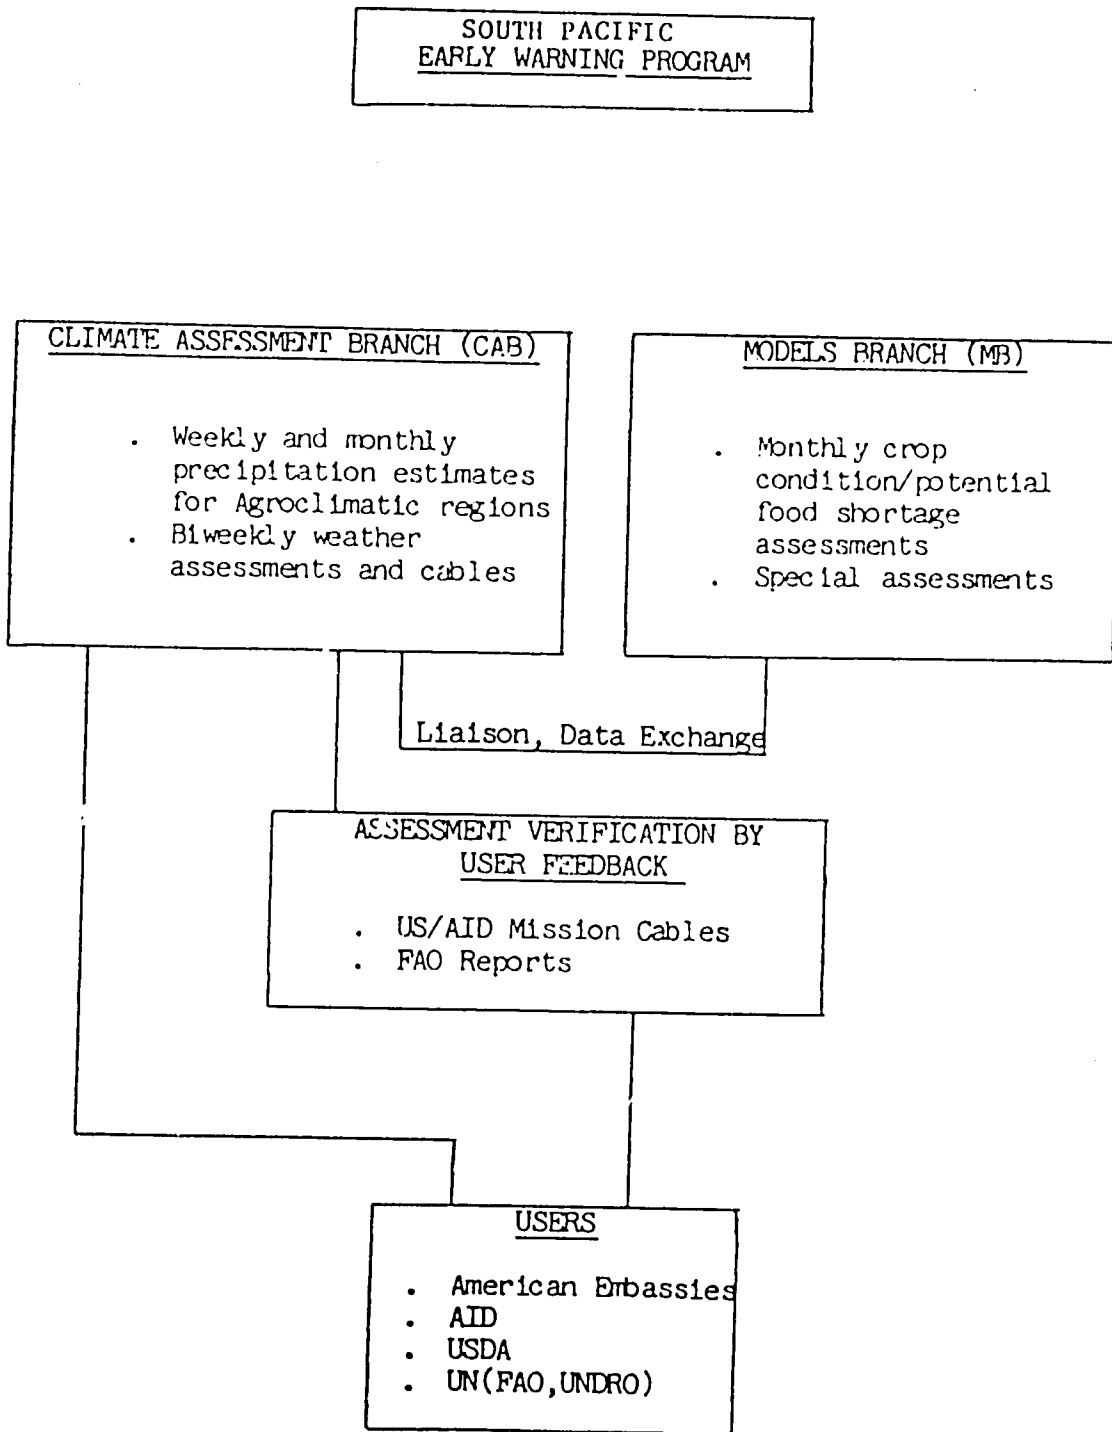 SOUTH PACIFIC
EARLY WARNING PROGRAM
CLIMATE ASSESSMENT BRANCH (CAB)
. Weekly and monthly
precipitation estimates
for Agroclimatic regions
. Biweekly weather
assessments and cables
MODELS BRANCH (MB)
. Monthly crop
condition/potential
food shortage
assessments
. Special assessments
Liaison, Data Exchange
ASSESSMENT VERIFICATION BY
USER FEEDBACK
. US/AID Mission Cables
. FAO Reports
USERS
. American Embassies
. AID
. USDA
. UN(FAO,UNDRO)